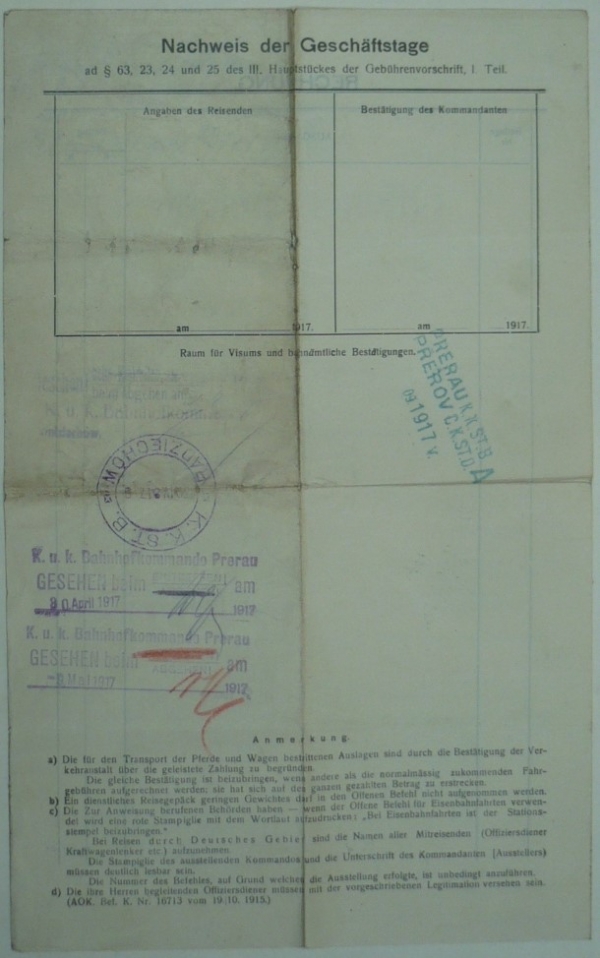 Nachweis der Geschäftstage
ad § 63, 23, 24 und 25 des III. Hauptstückes der Gebührenvorschrift, I. Teil.
Angaben des Reisenden
Bestätigung des Kommandanten
am 1917.
am 1917.
Raum für Visums und bahnämtliche Bestätigungen.
PRERAU K.K.ST.B.
PŘEROV C.K.ST.D. A
1917 V.
K. u. k.
RADZIECHÓW
K. K. ST. B.
K. u. k. Bahnhofkommando Prerau
GESEHEN beim am
30 April 1917 1917
K. u. k. Bahnhofkommando Prerau
GESEHEN beim am
Mai 1917 1917
Anmerkung.
a) Die für den Transport der Pferde und Wagen bestrittenen Auslagen sind durch die Bestätigung der Ver-
kehranstalt über die geleistete Zahlung zu begründen.
Die gleiche Bestätigung ist beizubringen, wenn andere als die normalmässig zukommenden Fahr-
gebühren aufgerechnet werden; sie hat sich auf den ganzen gezahlten Betrag zu erstrecken.
b) Ein dienstliches Reisegepäck geringen Gewichtes darf in den Offenen Befehl nicht aufgenommen werden.
c) Die zur Anweisung berufenen Behörden haben — wenn der Offene Befehl für Eisenbahnfahrten verwen-
det wird eine rote Stampiglie mit dem Wortlaut aufzudrucken: „Bei Eisenbahnfahrten ist der Stations-
stempel beizubringen.“
Bei Reisen durch Deutsches Gebiet sind die Namen aller Mitreisenden (Offiziersdiener
Kraftwagenlenker etc.) aufzunehmen.
Die Stampiglie des ausstellenden Kommandos und die Unterschrift des Kommandanten (Ausstellers)
müssen deutlich lesbar sein.
Die Nummer des Befehles, auf Grund welches die Ausstellung erfolgte, ist unbedingt anzuführen.
d) Die ihre Herren begleitenden Offiziersdiener müssen mit der vorgeschriebenen Legitimation versehen sein.
(AOK. Bef. K. Nr. 16713 vom 19./10. 1915.)